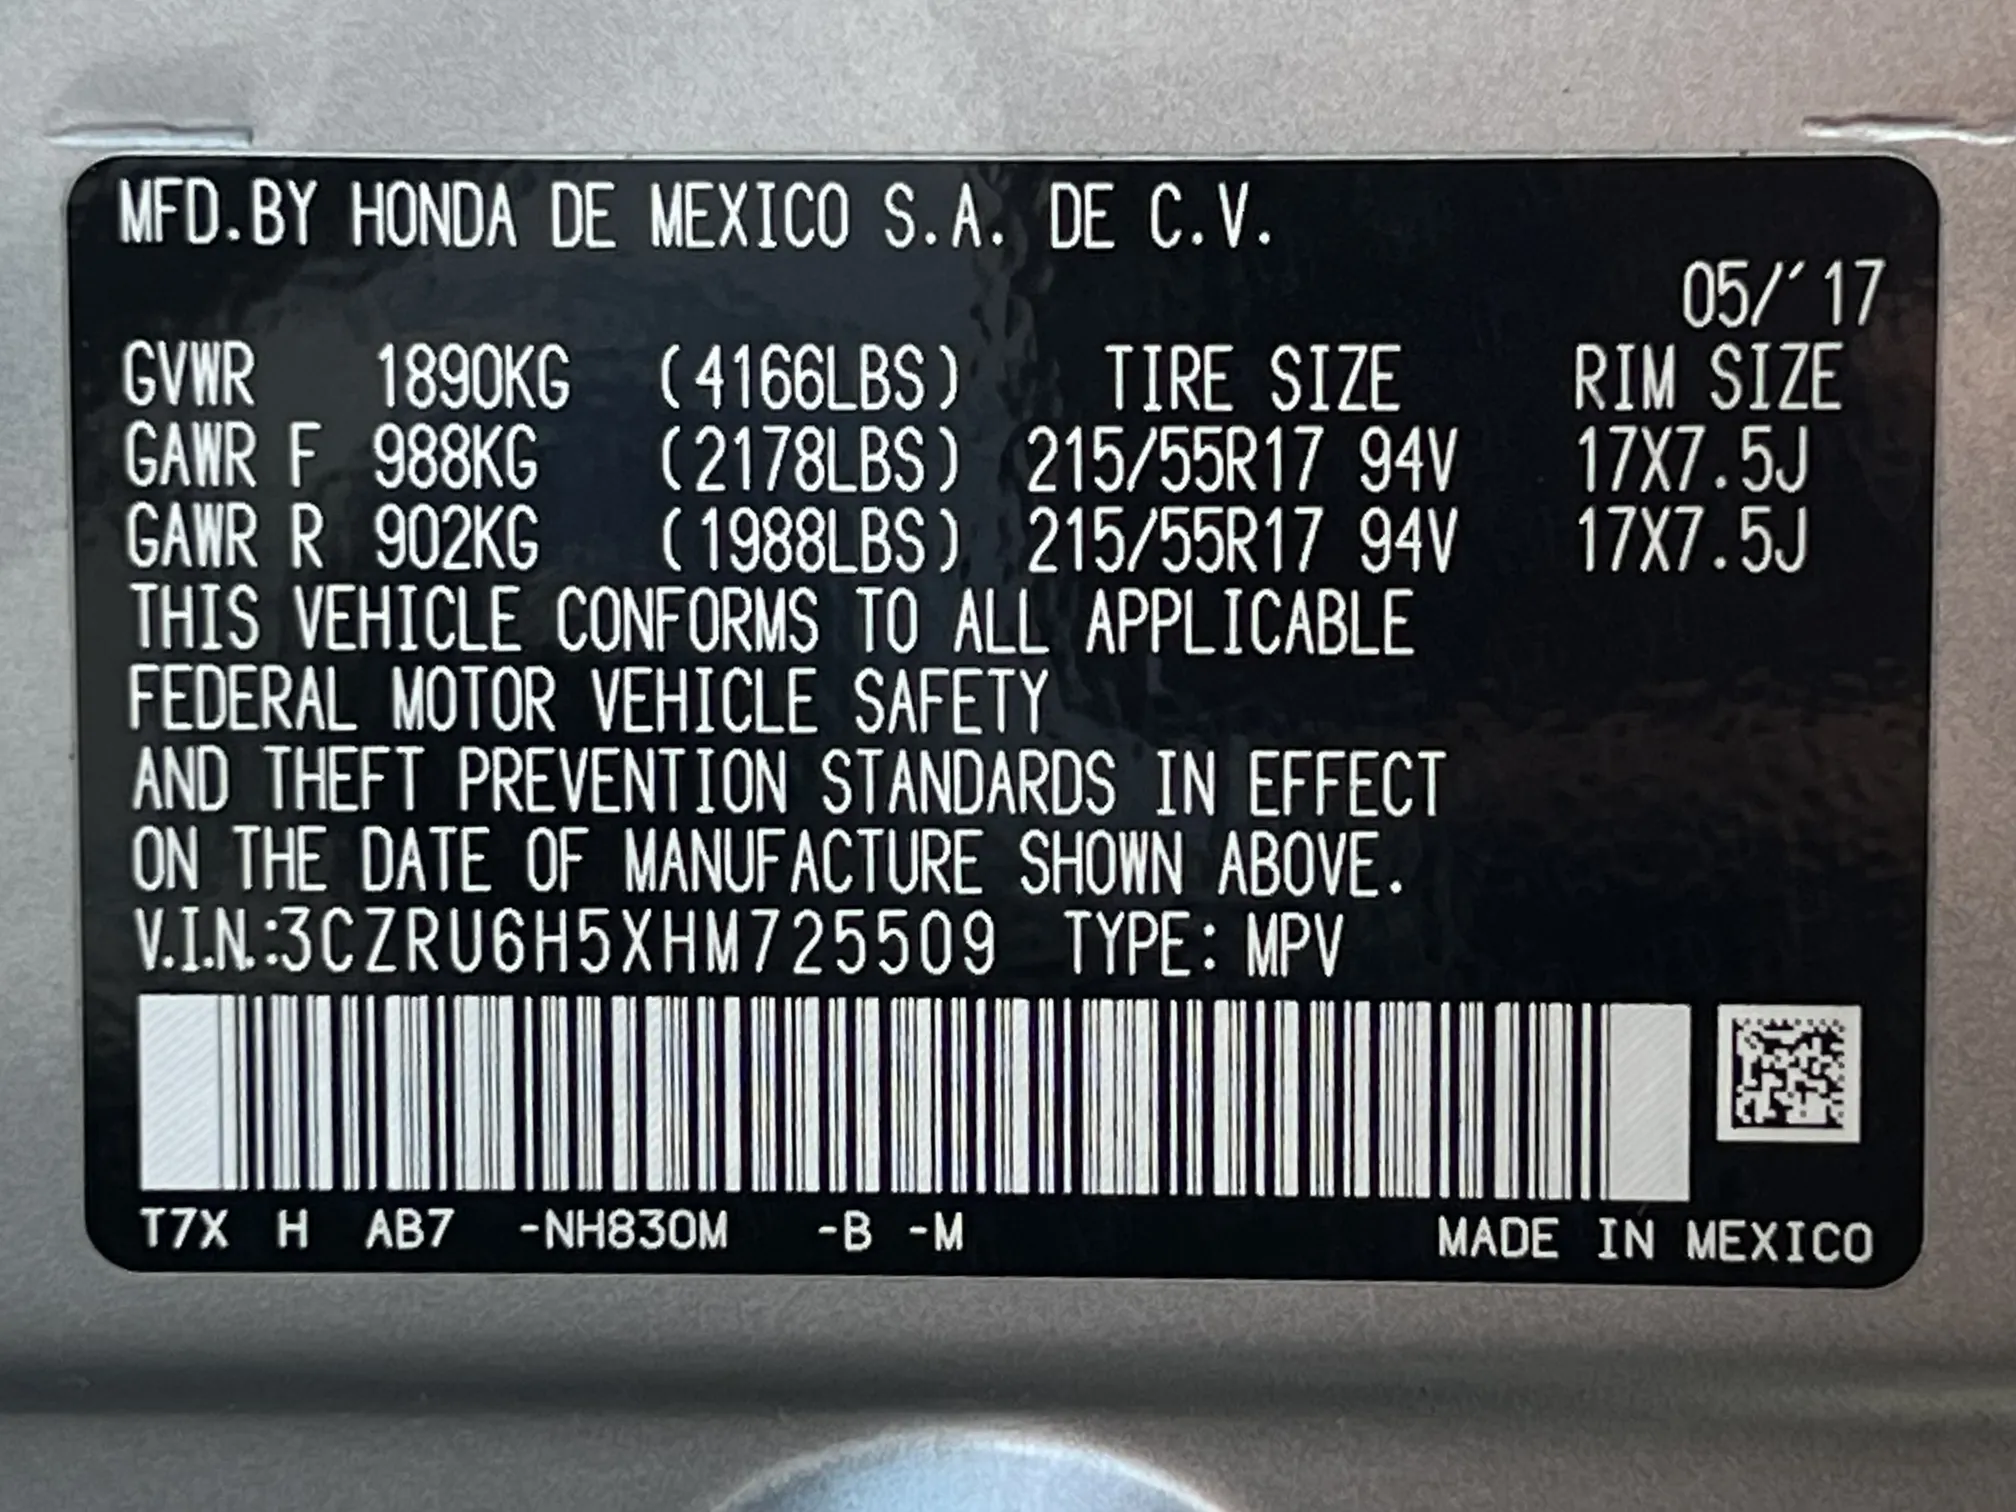 MFD.BY HONDA DE MEXICO S.A. DE C.V.
05/'17
GVWR 1890KG (4166LBS) TIRE SIZE RIM SIZE
GAWR F 988KG (2178LBS) 215/55R17 94V 17X7.5J
GAWR R 902KG (1988LBS) 215/55R17 94V 17X7.5J
THIS VEHICLE CONFORMS TO ALL APPLICABLE
FEDERAL MOTOR VEHICLE SAFETY
AND THEFT PREVENTION STANDARDS IN EFFECT
ON THE DATE OF MANUFACTURE SHOWN ABOVE.
V.I.N.:3CZRU6H5XHM725509 TYPE: MPV
T7X H AB7 -NH830M -B -M MADE IN MEXICO